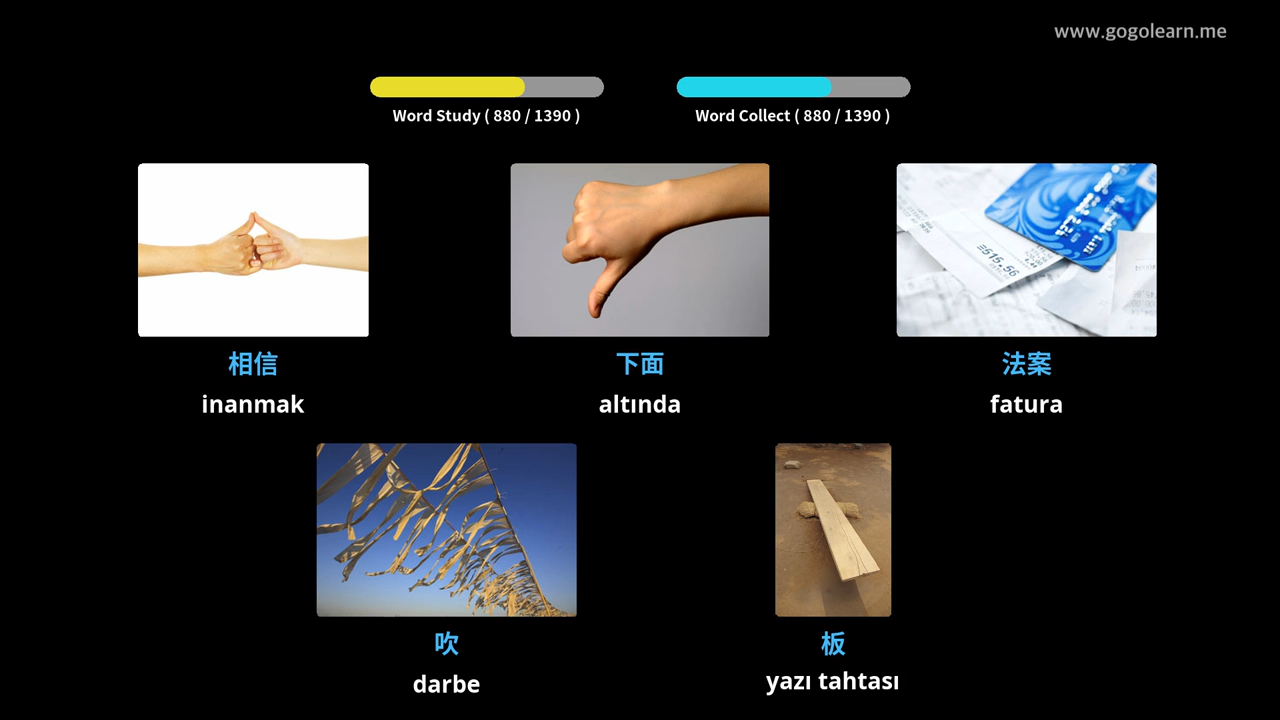 www.gogolearn.me
Word Study ( 880 / 1390 )
Word Collect ( 880 / 1390 )
相信
inanmak
下面
altında
法案
fatura
吹
darbe
板
yazı tahtası